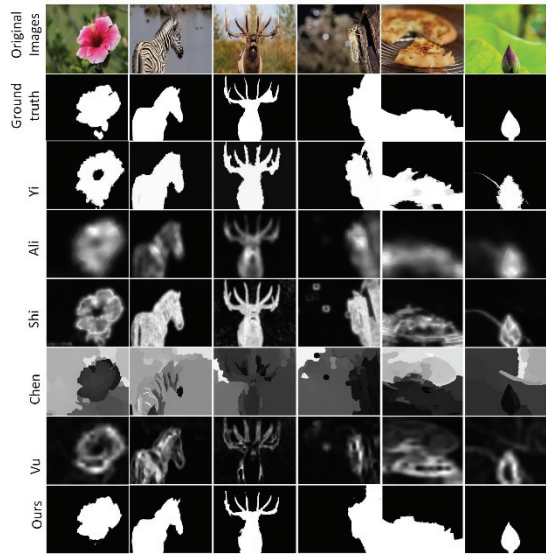 Original
Images
Ground
truth
Yi
Ali
Shi
Chen
Vu
Ours